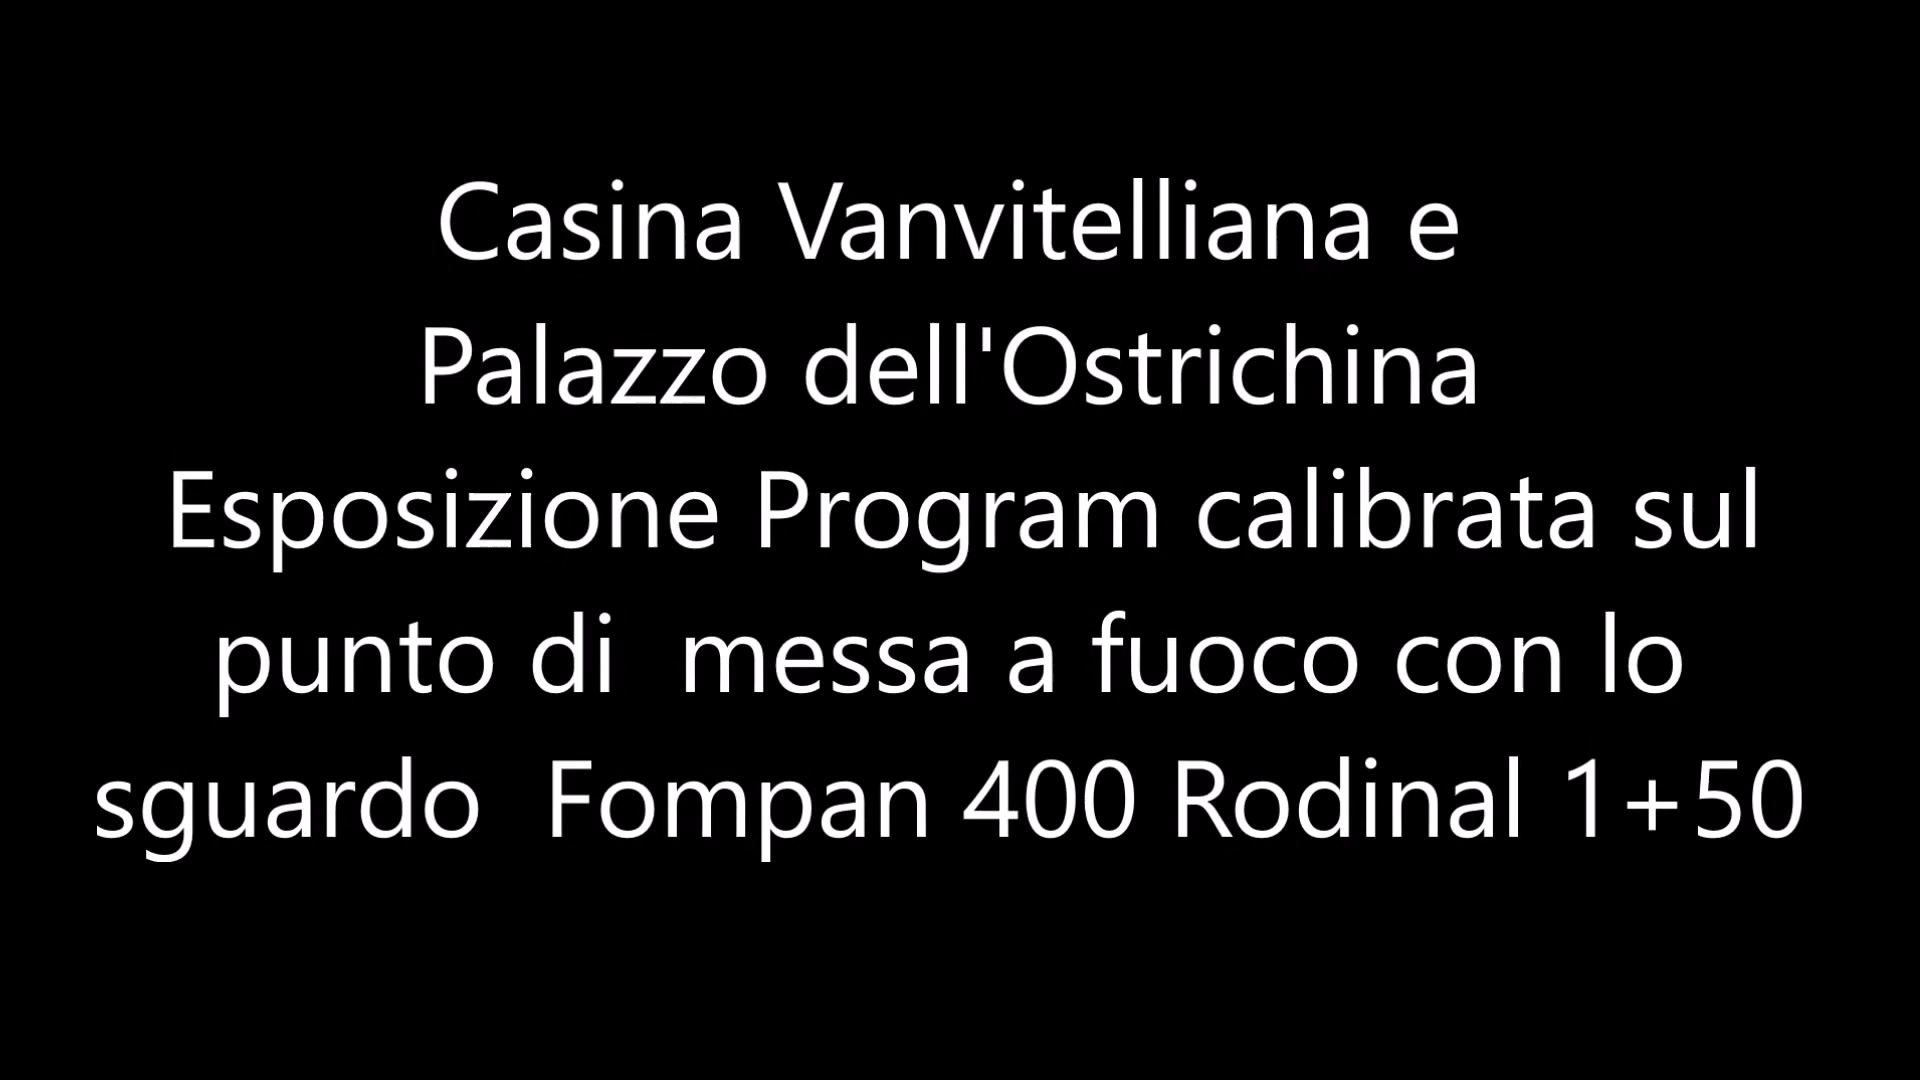 Casina Vanvitelliana e
Palazzo dell'Ostrichina
Esposizione Program calibrata sul
punto di  messa a fuoco con lo
sguardo  Fompan 400 Rodinal 1+50